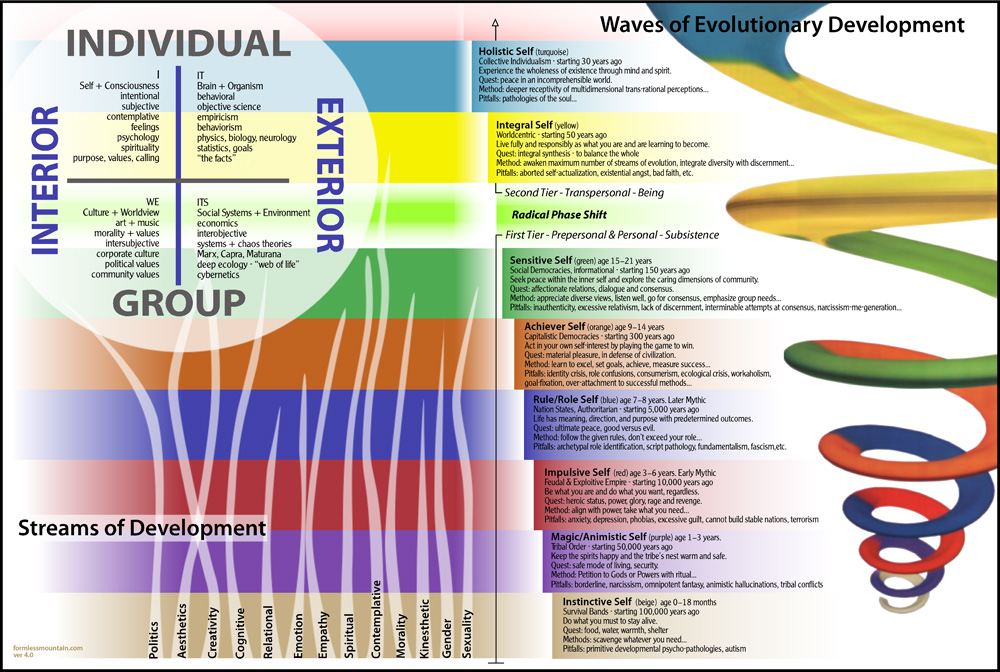 Waves of Evolutionary Development
INDIVIDUAL
INTERIOR
EXTERIOR
I
Self + Consciousness
intentional
subjective
contemplative
feelings
psychology
spirituality
purpose, values, calling
IT
Brain + Organism
behavioral
objective science
empiricism
behaviorism
physics, biology, neurology
statistics, goals
"the facts"
WE
Culture + Worldview
art + music
morality + values
intersubjective
corporate culture
political values
community values
ITS
Social Systems + Environment
economics
interobjective
systems + chaos theories
Marx, Capra, Maturana
deep ecology - "web of life"
cybernetics
GROUP
Holistic Self (turquoise)
Collective Individualism - starting 30 years ago
Experience the wholeness of existence through mind and spirit.
Quest: peace in an incomprehensible world.
Method: deeper receptivity of multidimensional trans-rational perceptions...
Pitfalls: pathologies of the soul...
Integral Self (yellow)
Worldcentric - starting 50 years ago
Live fully and responsibly as what you are and are learning to become.
Quest: integral synthesis - to balance the whole
Method: awaken maximum number of streams of evolution, integrate diversity with discernment...
Pitfalls: aborted self-actualization, existential angst, bad faith, etc.
Second Tier - Transpersonal - Being
Radical Phase Shift
First Tier - Prepersonal & Personal - Subsistence
Sensitive Self (green) age 15–21 years
Social Democracies, informational - starting 150 years ago
Seek peace within the inner self and explore the caring dimensions of community.
Quest: affectionate relations, dialogue and consensus.
Method: appreciate diverse views, listen well, go for consensus, emphasize group needs...
Pitfalls: inauthenticity, excessive relativism, lack of discernment, interminable attempts at consensus, narcissism-me-generation...
Achiever Self (orange) age 9–14 years
Capitalistic Democracies - starting 300 years ago
Act in your own self-interest by playing the game to win.
Quest: material pleasure, in defense of civilization.
Method: learn to excel, set goals, achieve, measure success...
Pitfalls: identity crisis, role confusions, consumerism, ecological crisis, workaholism,
goal-fixation, over-attachment to successful methods...
Rule/Role Self (blue) age 7–8 years. Later Mythic
Nation States, Authoritarian - starting 5,000 years ago
Life has meaning, direction, and purpose with predetermined outcomes.
Quest: ultimate peace, good versus evil.
Method: follow the given rules, don't exceed your role...
Pitfalls: archetypal role identification, script pathology, fundamentalism, fascism,etc.
Impulsive Self (red) age 3–6 years. Early Mythic
Feudal & Exploitive Empire - starting 10,000 years ago
Be what you are and do what you want, regardless.
Quest: heroic status, power, glory, rage and revenge.
Method: align with power, take what you need...
Pitfalls: anxiety, depression, phobias, excessive guilt, cannot build stable nations, terrorism
Streams of Development
Magic/Animistic Self (purple) age 1–3 years.
Tribal Order - starting 50,000 years ago
Keep the spirits happy and the tribe's nest warm and safe.
Quest: safe mode of living, security.
Method: Petition to Gods or Powers with ritual...
Pitfalls: borderline, narcissism, omnipotent fantasy, animistic hallucinations, tribal conflicts
Instinctive Self (beige) age 0–18 months
Survival Bands - starting 100,000 years ago
Do what you must to stay alive.
Quest: food, water, warmth, shelter
Methods: scavenge whatever you need...
Pitfalls: primitive developmental psycho-pathologies, autism
Politics
Aesthetics
Creativity
Cognitive
Relational
Emotion
Empathy
Spiritual
Contemplative
Morality
Kinesthetic
Gender
Sexuality
formlessmountain.com
ver 4.0